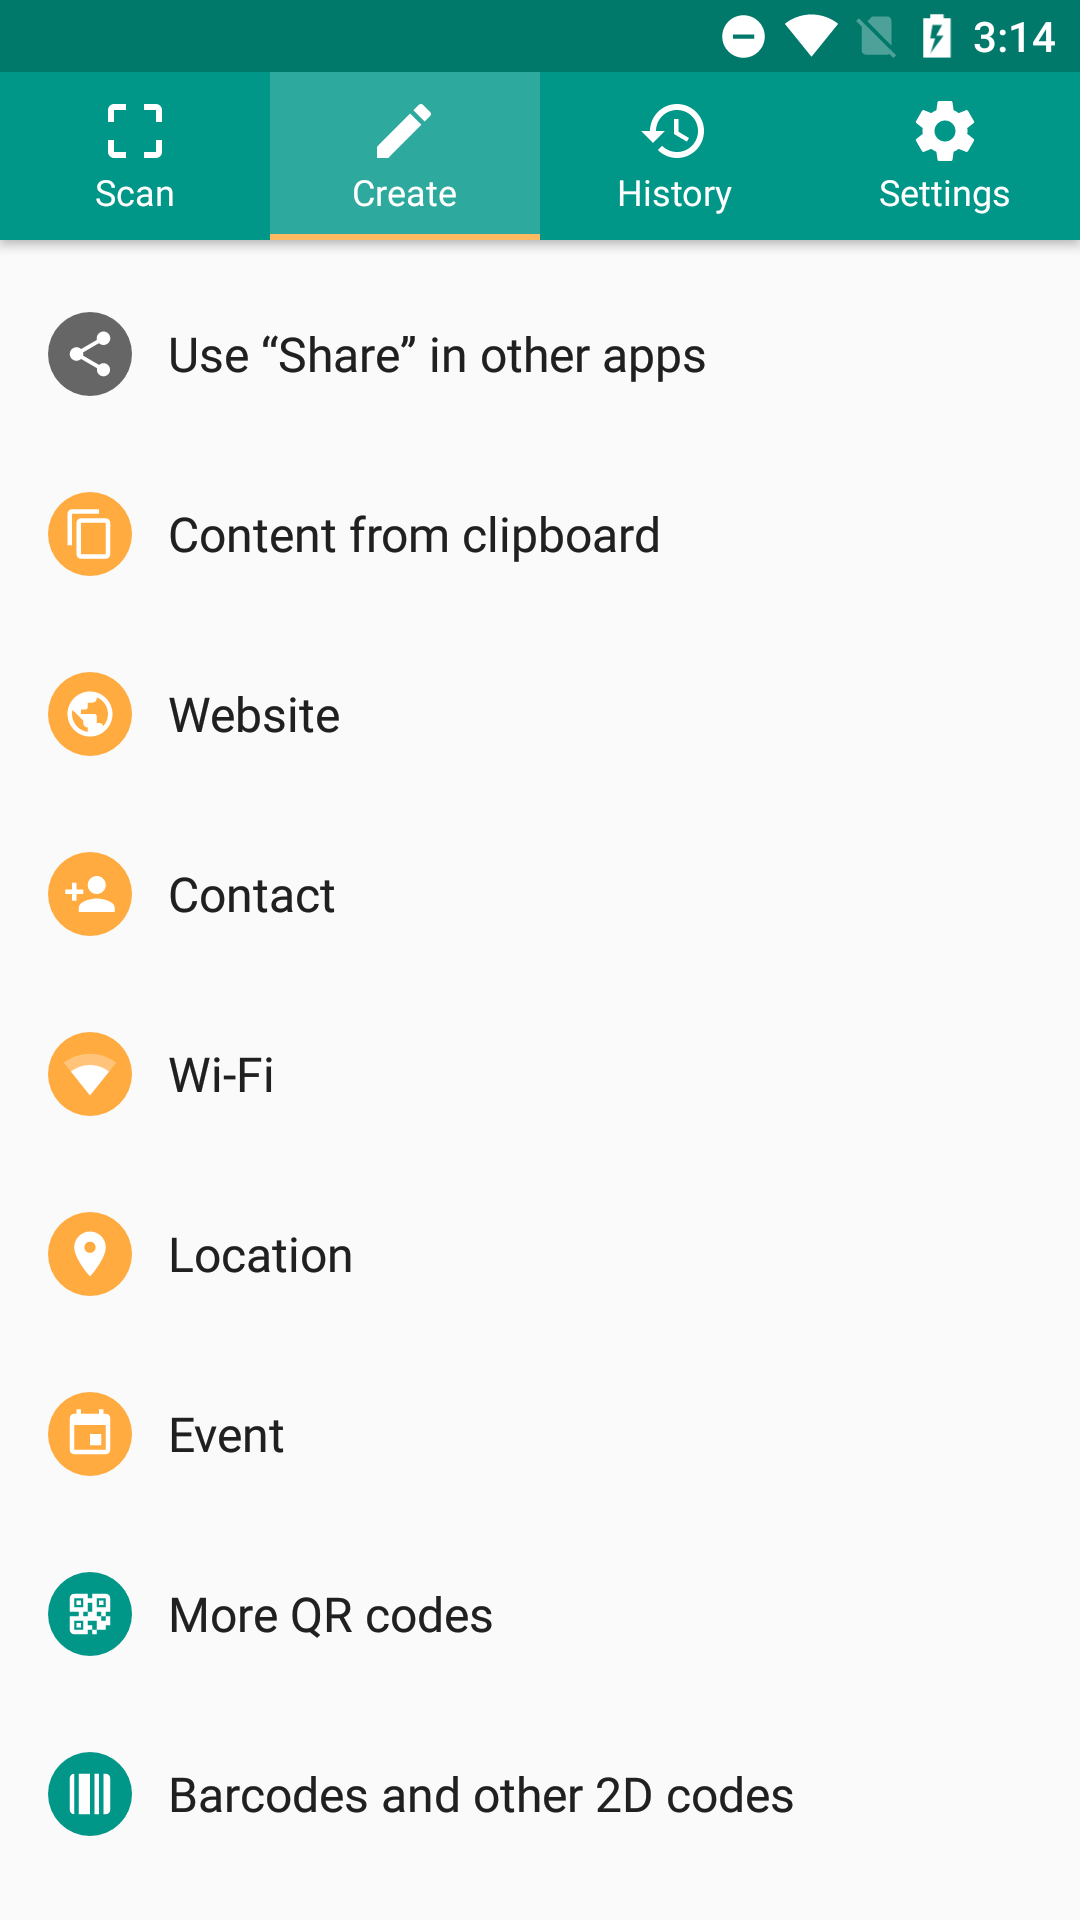 3:14
Scan
Create
History
Settings
Use “Share” in other apps
Content from clipboard
Website
Contact
Wi-Fi
Location
Event
More QR codes
Barcodes and other 2D codes